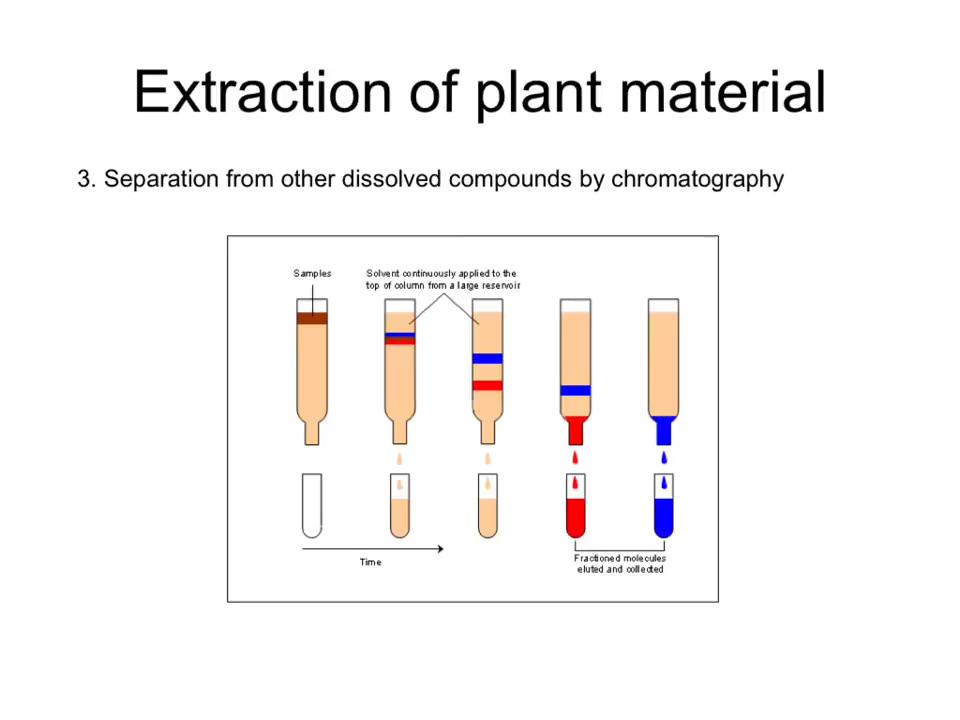 Extraction of plant material
3. Separation from other dissolved compounds by chromatography
Samples
Solvent continuously applied to the
top of column from a large reservoir
Time
Fractioned molecules
eluted and collected